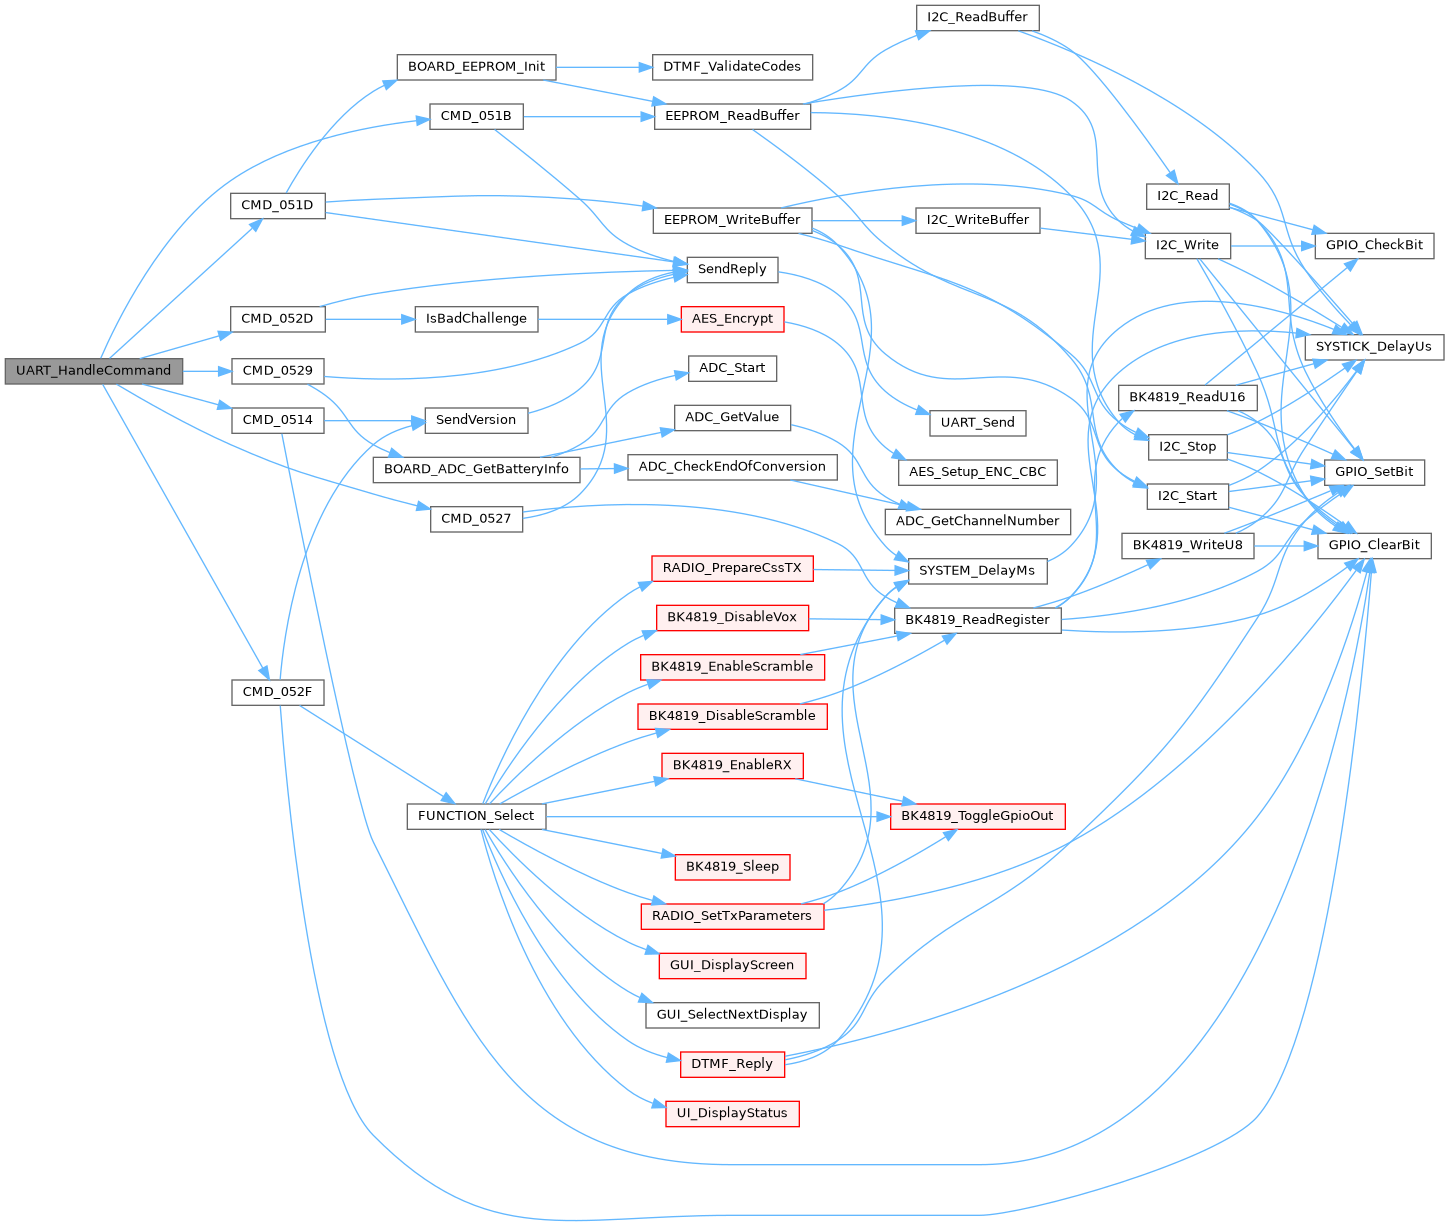 I2C_ReadBuffer
BOARD_EEPROM_Init
DTMF_ValidateCodes
CMD_051B
EEPROM_ReadBuffer
I2C_Read
CMD_051D
EEPROM_WriteBuffer
I2C_WriteBuffer
I2C_Write
GPIO_CheckBit
SendReply
CMD_052D
IsBadChallenge
AES_Encrypt
SYSTICK_DelayUs
UART_HandleCommand
CMD_0529
ADC_Start
BK4819_ReadU16
CMD_0514
SendVersion
ADC_GetValue
UART_Send
I2C_Stop
BOARD_ADC_GetBatteryInfo
ADC_CheckEndOfConversion
AES_Setup_ENC_CBC
GPIO_SetBit
I2C_Start
CMD_0527
ADC_GetChannelNumber
BK4819_WriteU8
GPIO_ClearBit
RADIO_PrepareCssTX
SYSTEM_DelayMs
BK4819_DisableVox
BK4819_ReadRegister
BK4819_EnableScramble
CMD_052F
BK4819_DisableScramble
BK4819_EnableRX
FUNCTION_Select
BK4819_ToggleGpioOut
BK4819_Sleep
RADIO_SetTxParameters
GUI_DisplayScreen
GUI_SelectNextDisplay
DTMF_Reply
UI_DisplayStatus